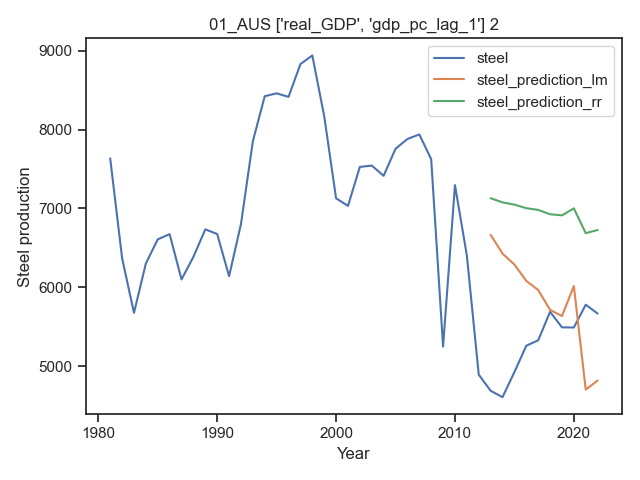 01_AUS ['real_GDP', 'gdp_pc_lag_1'] 2
steel
steel_prediction_lm
steel_prediction_rr
Steel production
9000
8000
7000
6000
5000
1980
1990
2000
2010
2020
Year